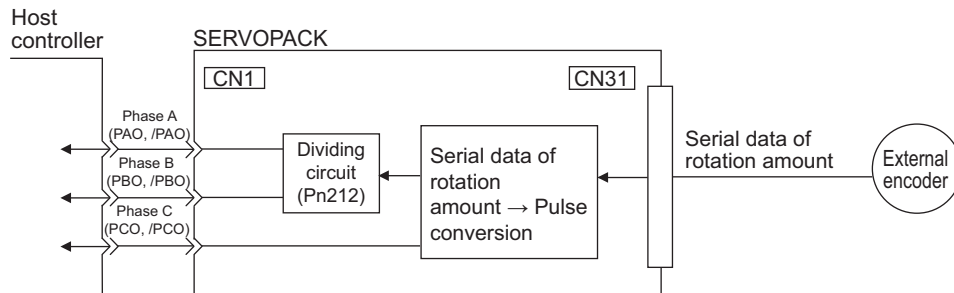 Host
controller
SERVOPACK
CN1
CN31
Phase A
(PAO, /PAO)
Phase B
(PBO, /PBO)
Phase C
(PCO, /PCO)
Dividing
circuit
(Pn212)
Serial data of
rotation
amount → Pulse
conversion
Serial data of
rotation amount
External
encoder